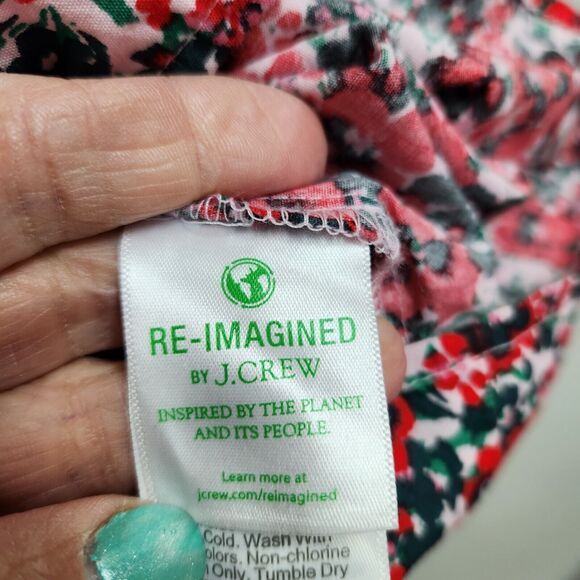 RE-IMAGINED
BY J.CREW
INSPIRED BY THE PLANET
AND ITS PEOPLE.
Learn more at
jcrew.com/reimagined
Cold. Wash With
Non-chlorine
Only, Tumble Dry